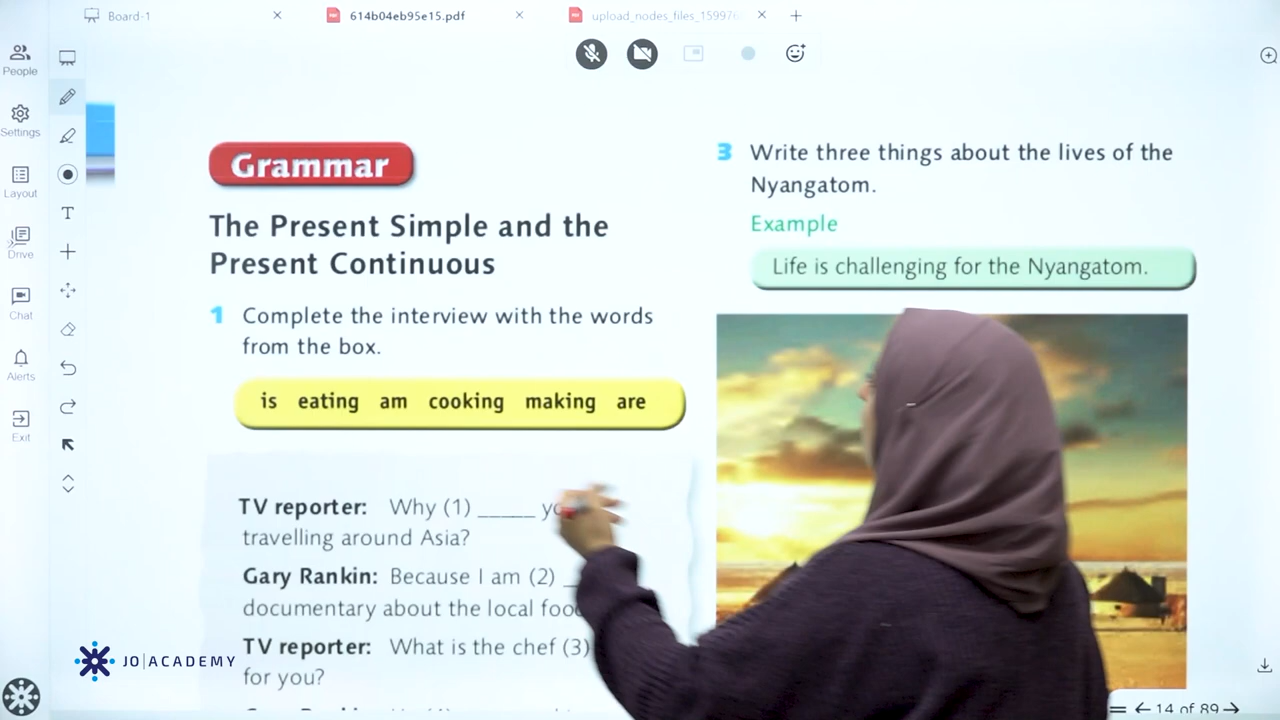 Board-1
614b04eb95e15.pdf
upload_nodes_files_15997
People
Settings
Layout
Drive
Chat
Alerts
Exit
T
Grammar
The Present Simple and the
Present Continuous
1 Complete the interview with the words
from the box.
is eating am cooking making are
TV reporter: Why (1) _____
travelling around Asia?
Gary Rankin: Because I am (2) _
documentary about the local
TV reporter: What is the chef (3)
for you?
3 Write three things about the lives of the
Nyangatom.
Example
Life is challenging for the Nyangatom.
JO|ACADEMY
14 of 89